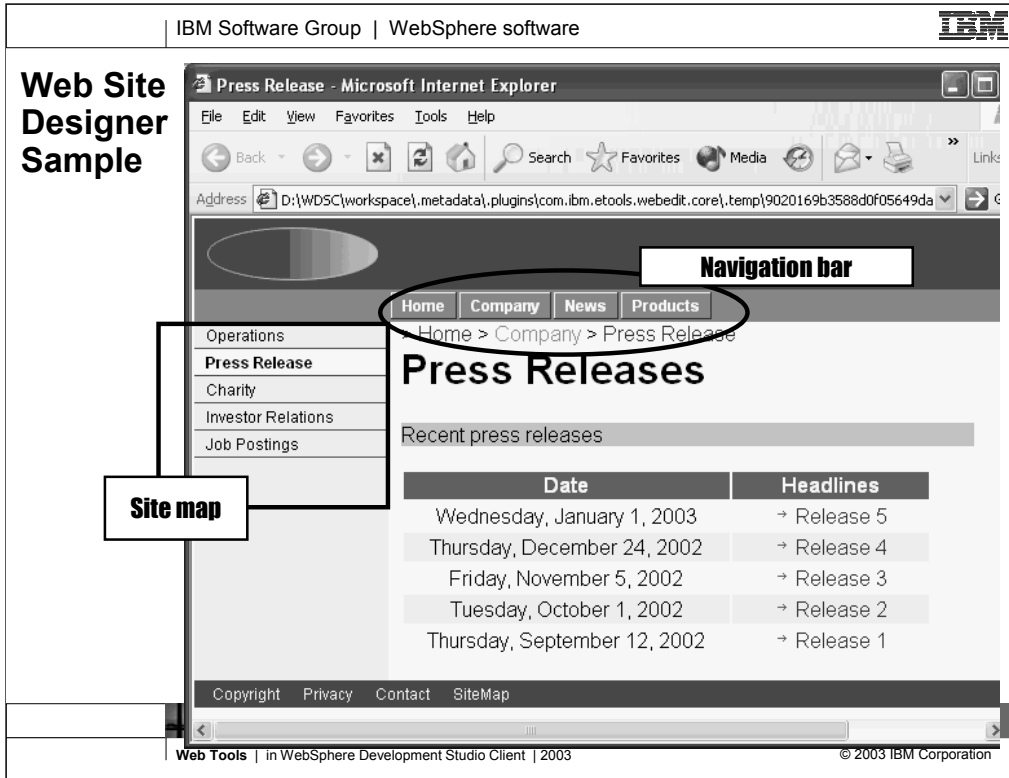 IBM Software Group | WebSphere software
IBM
Web Site
Designer
Sample
Press Release - Microsoft Internet Explorer
File Edit View Favorites Tools Help
Back Search Favorites Media » Links
Address D:\WDSC\workspace\.metadata\.plugins\com.ibm.etools.webedit.core\.temp\9020169b3588d0f05649da
Navigation bar
Home Company News Products
> Home > Company > Press Release
Operations
Press Release
Charity
Investor Relations
Job Postings
Site map
Press Releases
Recent press releases
Date Headlines
Wednesday, January 1, 2003 → Release 5
Thursday, December 24, 2002 → Release 4
Friday, November 5, 2002 → Release 3
Tuesday, October 1, 2002 → Release 2
Thursday, September 12, 2002 → Release 1
Copyright Privacy Contact SiteMap
Web Tools | in WebSphere Development Studio Client | 2003
© 2003 IBM Corporation